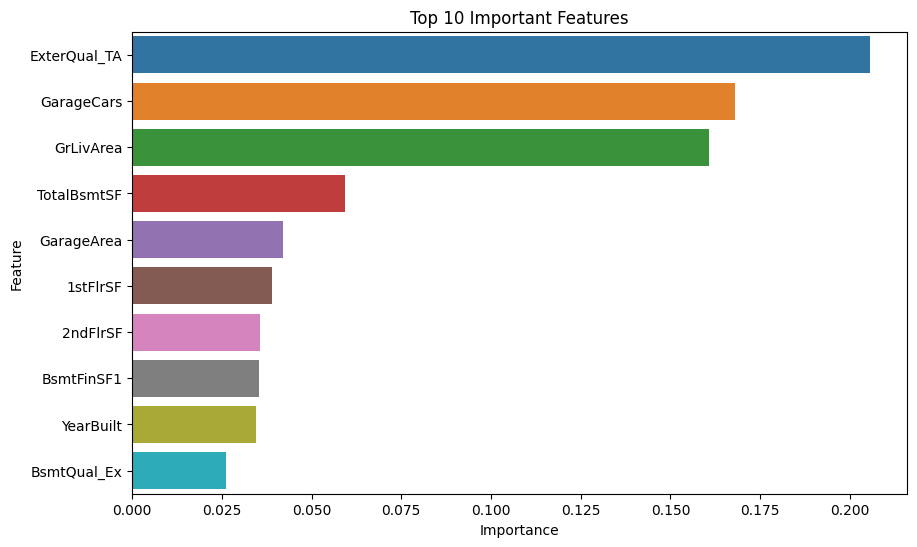 Top 10 Important Features
Feature
ExterQual_TA
GarageCars
GrLivArea
TotalBsmtSF
GarageArea
1stFlrSF
2ndFlrSF
BsmtFinSF1
YearBuilt
BsmtQual_Ex
0.000 0.025 0.050 0.075 0.100 0.125 0.150 0.175 0.200
Importance